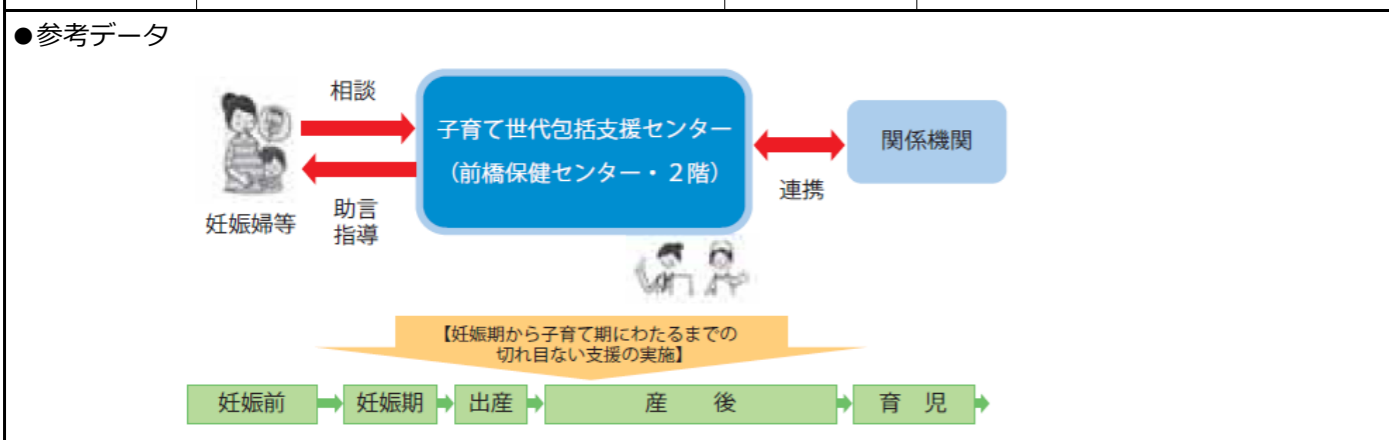 ●参考データ
相談
子育て世代包括支援センター
（前橋保健センター・２階）
関係機関
連携
妊娠婦等
助言
指導
【妊娠期から子育て期にわたるまでの
切れ目ない支援の実施】
妊娠前
妊娠期
出産
産　後
育　児